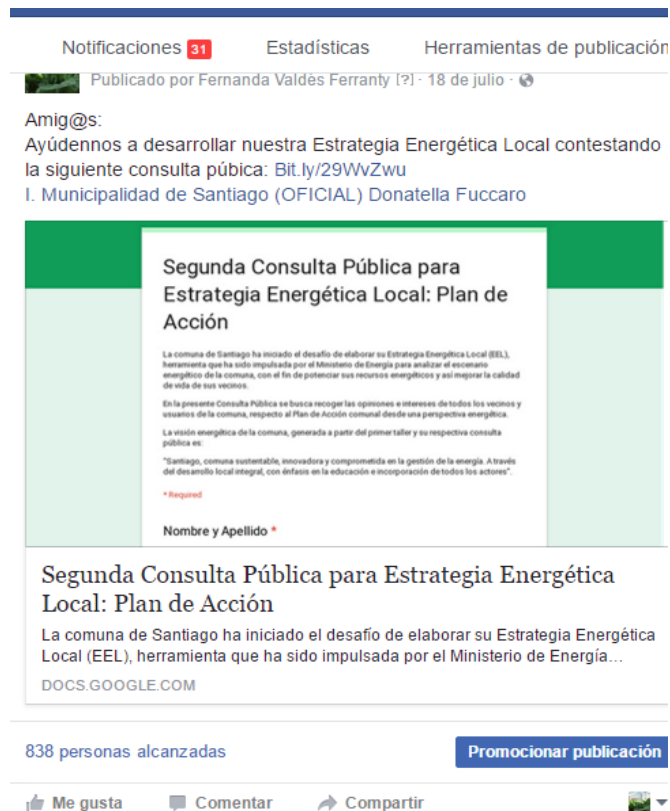 Notificaciones 31 Estadísticas Herramientas de publicación
Publicado por Fernanda Valdés Ferranty [?] · 18 de julio ·
Amig@s:
Ayúdennos a desarrollar nuestra Estrategia Energética Local contestando
la siguiente consulta púbica: Bit.ly/29WvZwu
I. Municipalidad de Santiago (OFICIAL) Donatella Fuccaro
Segunda Consulta Pública para
Estrategia Energética Local: Plan de
Acción
La comuna de Santiago ha iniciado el desafío de elaborar su Estrategia Energética Local (EEL),
herramienta que ha sido impulsada por el Ministerio de Energía para analizar el escenario
energético de la comuna, con el fin de potenciar sus recursos energéticos y así mejorar la calidad
de vida de sus vecinos.
En la presente Consulta Pública se busca recoger las opiniones e intereses de todos los vecinos y
usuarios de la comuna, respecto al Plan de Acción comunal desde una perspectiva energética.
La visión energética de la comuna, generada a partir del primer taller y su respectiva consulta
pública es:
"Santiago, comuna sustentable, innovadora y comprometida en la gestión de la energía. A través
del desarrollo local integral, con énfasis en la educación e incorporación de todos los actores".
* Required
Nombre y Apellido *
Segunda Consulta Pública para Estrategia Energética
Local: Plan de Acción
La comuna de Santiago ha iniciado el desafío de elaborar su Estrategia Energética
Local (EEL), herramienta que ha sido impulsada por el Ministerio de Energía...
DOCS.GOOGLE.COM
838 personas alcanzadas Promocionar publicación
Me gusta Comentar Compartir